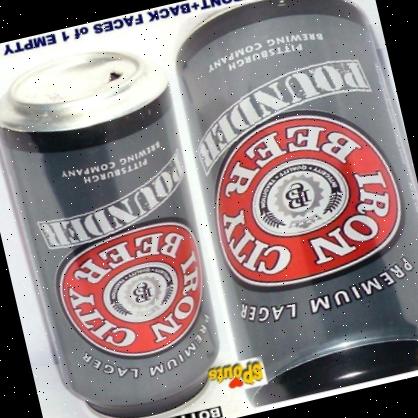 FRONT+BACK FACES of 1 EMPTY
PITTSBURGH
BREWING COMPANY
POUNDER
IRON
CITY
BEER
PREMIUM LAGER
PITTSBURGH
BREWING COMPANY
POUNDER
IRON
CITY
BEER
PREMIUM LAGER
SPouts